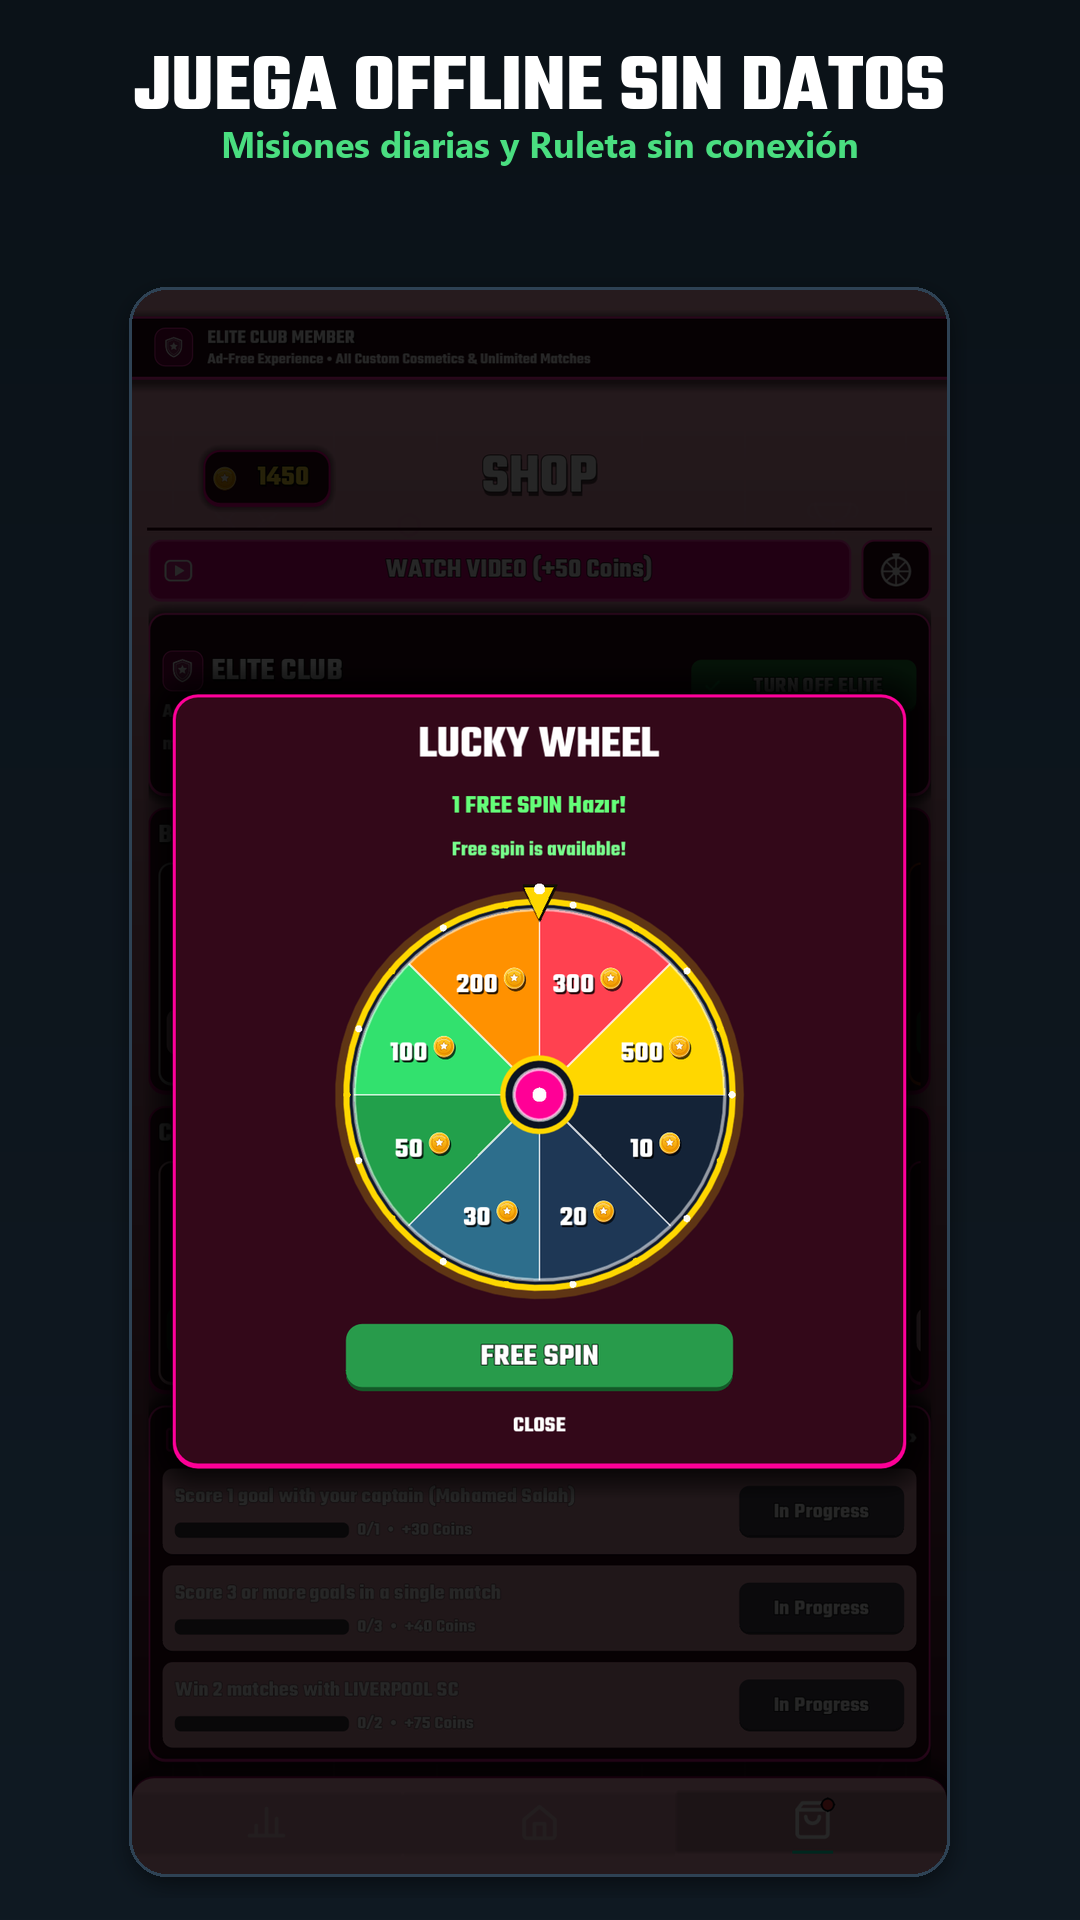 JUEGA OFFLINE SIN DATOS
Misiones diarias y Ruleta sin conexión
ELITE CLUB MEMBER
Ad-Free Experience • All Custom Cosmetics & Unlimited Matches
1450
SHOP
WATCH VIDEO (+50 Coins)
ELITE CLUB
TURN OFF ELITE
LUCKY WHEEL
1 FREE SPIN Hazır!
Free spin is available!
200
300
100
500
50
10
30
20
FREE SPIN
CLOSE
Score 1 goal with your captain (Mohamed Salah)
0/1 • +30 Coins
In Progress
Score 3 or more goals in a single match
0/3 • +40 Coins
In Progress
Win 2 matches with LIVERPOOL SC
0/2 • +75 Coins
In Progress